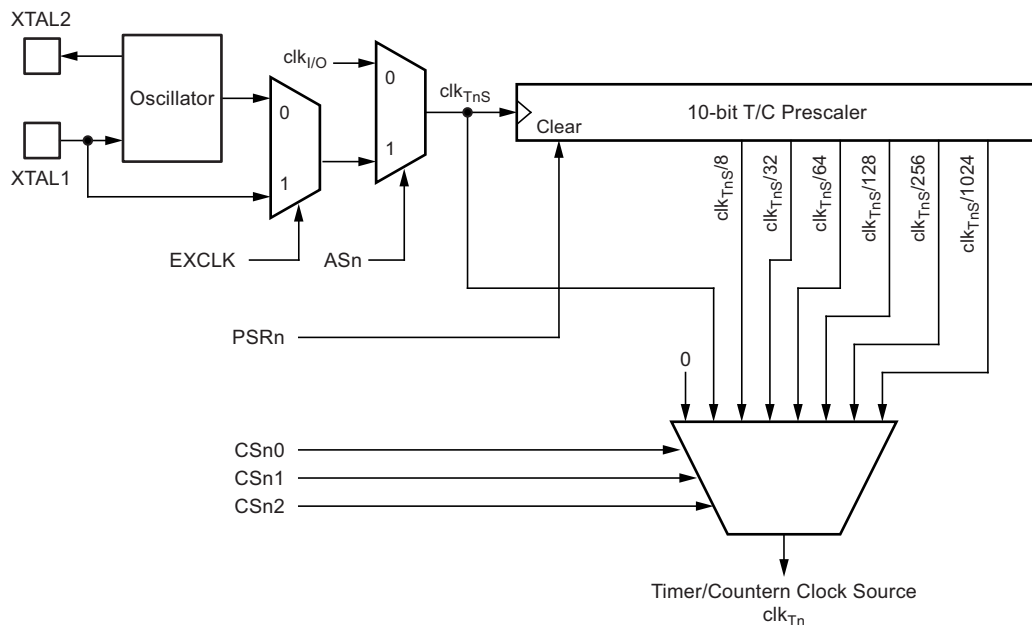 XTAL2
clkI/O
0
clkTnS
Oscillator
0
10-bit T/C Prescaler
Clear
1
XTAL1
1
clkTnS/8
clkTnS/32
clkTnS/64
clkTnS/128
clkTnS/256
clkTnS/1024
EXCLK
ASn
PSRn
0
CSn0
CSn1
CSn2
Timer/Countern Clock Source
clkTn